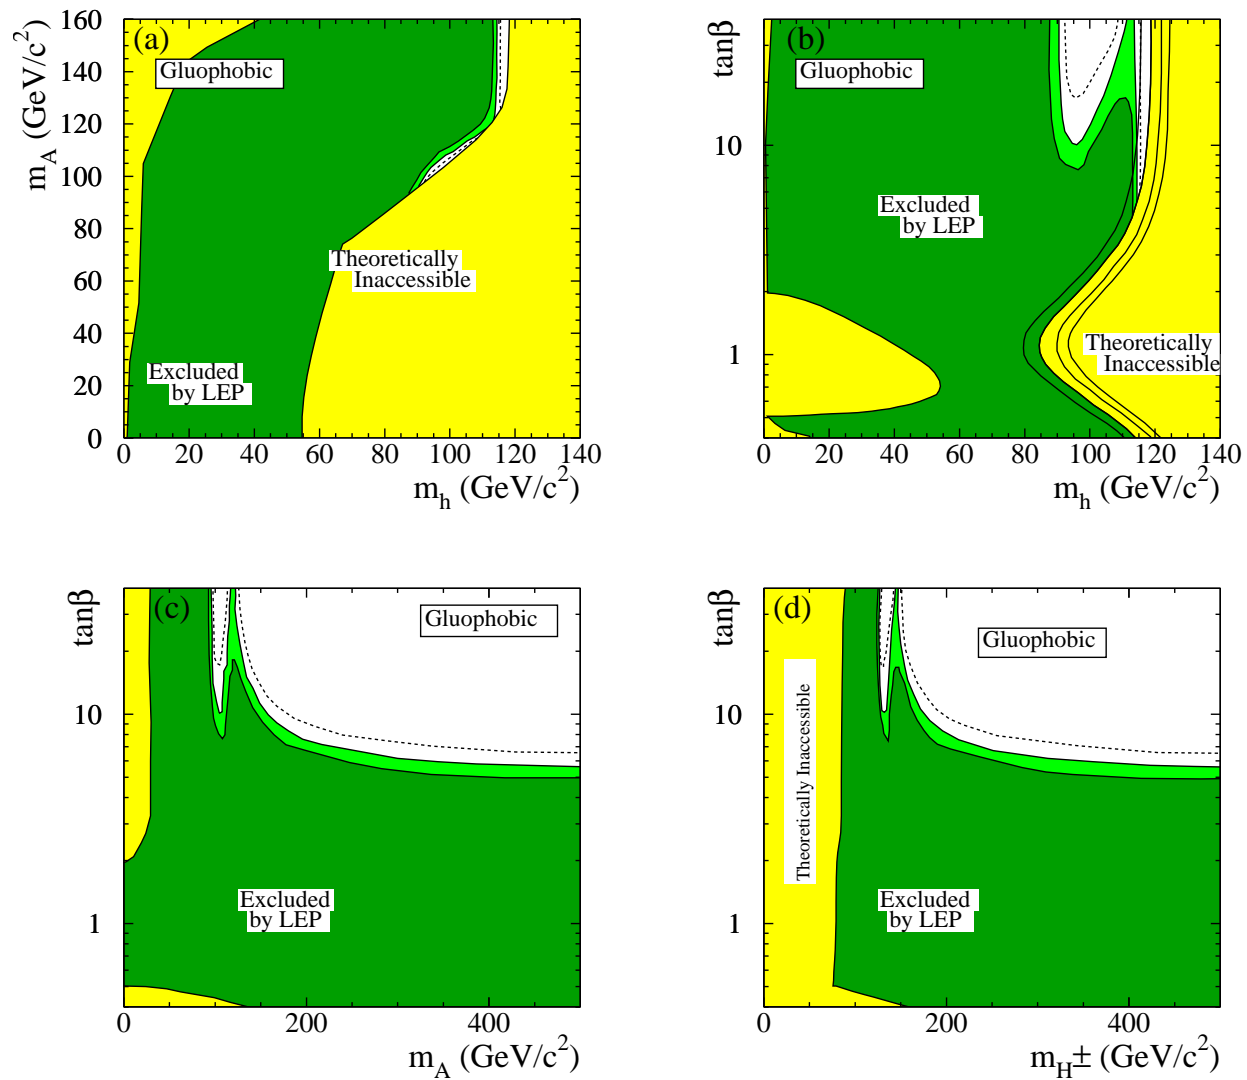 (a)
Gluophobic
Theoretically
Inaccessible
Excluded
by LEP
m_A (GeV/c²)
160
140
120
100
80
60
40
20
0
0 20 40 60 80 100 120 140
m_h (GeV/c²)
(b)
Gluophobic
Excluded
by LEP
Theoretically
Inaccessible
tanβ
10
1
0 20 40 60 80 100 120 140
m_h (GeV/c²)
(c)
Gluophobic
Excluded
by LEP
tanβ
10
1
0 200 400
m_A (GeV/c²)
(d)
Gluophobic
Theoretically Inaccessible
Excluded
by LEP
tanβ
10
1
0 200 400
m_H± (GeV/c²)